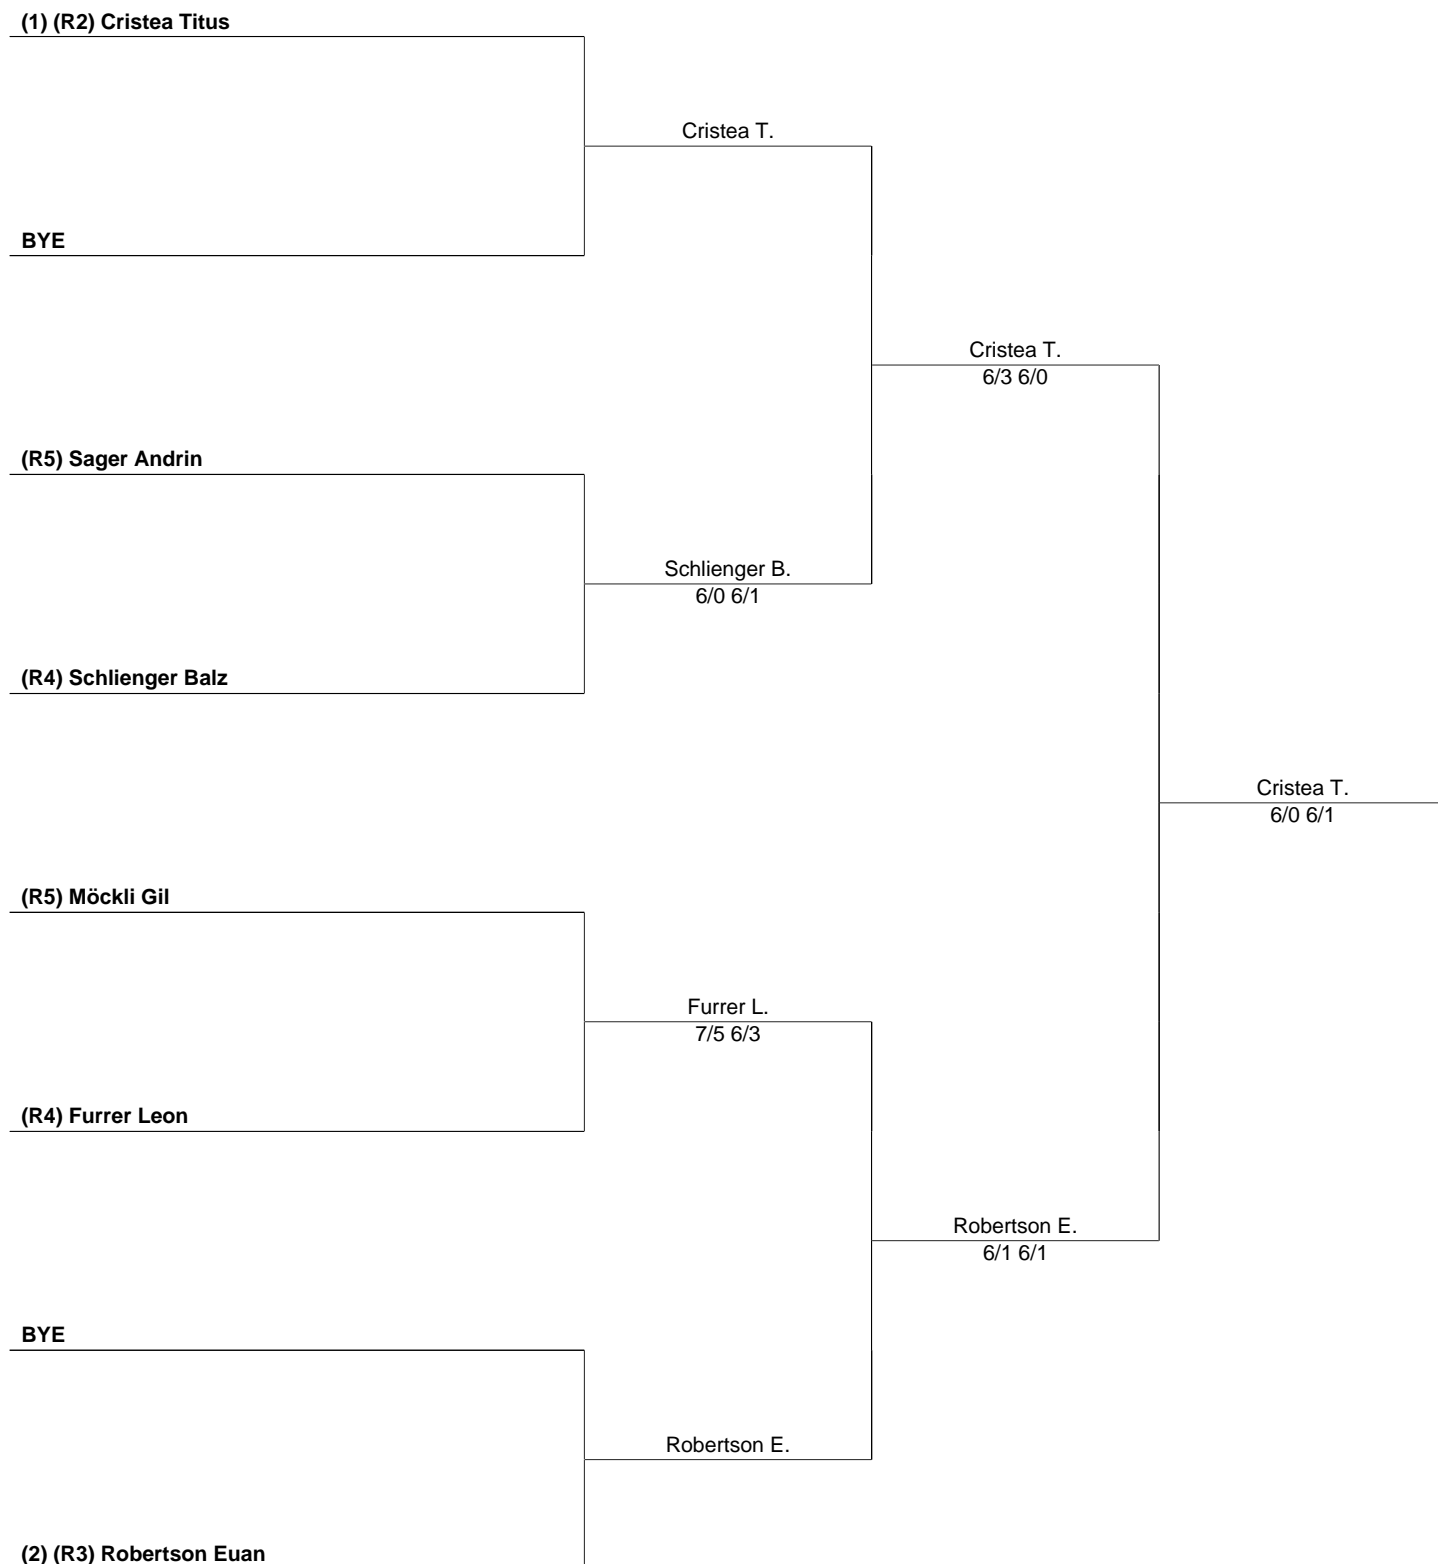 (1) (R2) Cristea Titus
Cristea T.
BYE
Cristea T.
6/3 6/0
(R5) Sager Andrin
Schlienger B.
6/0 6/1
(R4) Schlienger Balz
Cristea T.
6/0 6/1
(R5) Möckli Gil
Furrer L.
7/5 6/3
(R4) Furrer Leon
Robertson E.
6/1 6/1
BYE
Robertson E.
(2) (R3) Robertson Euan